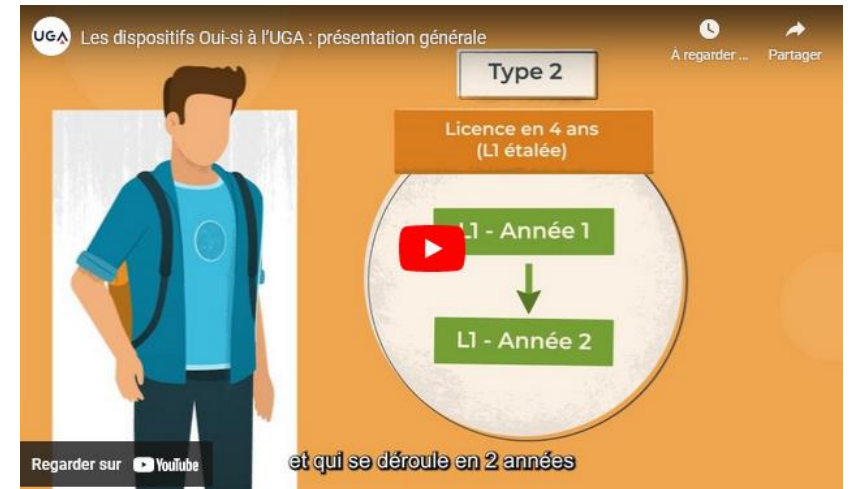 UGA
Les dispositifs Oui-si à l'UGA : présentation générale
À regarder ...
Partager
Type 2
Licence en 4 ans
(L1 étalée)
L1 - Année 1
L1 - Année 2
et qui se déroule en 2 années
Regarder sur YouTube